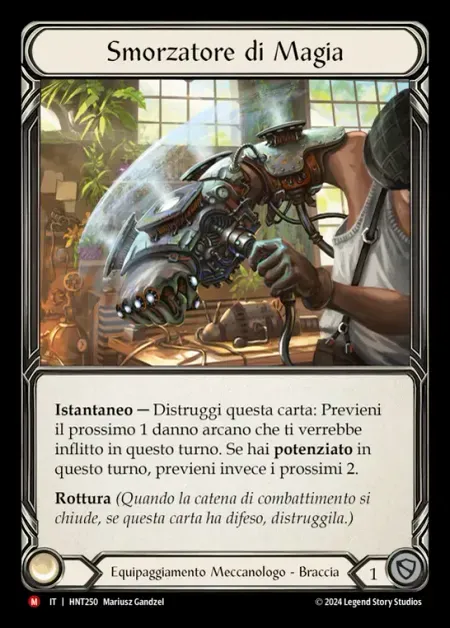 Smorzatore di Magia
Istantaneo — Distruggi questa carta: Previeni
il prossimo 1 danno arcano che ti verrebbe
inflitto in questo turno. Se hai potenziato in
questo turno, previeni invece i prossimi 2.
Rottura (Quando la catena di combattimento si
chiude, se questa carta ha difeso, distruggila.)
Equipaggiamento Meccanologo - Braccia
1
M IT | HNT250 Mariusz Gandzel
© 2024 Legend Story Studios